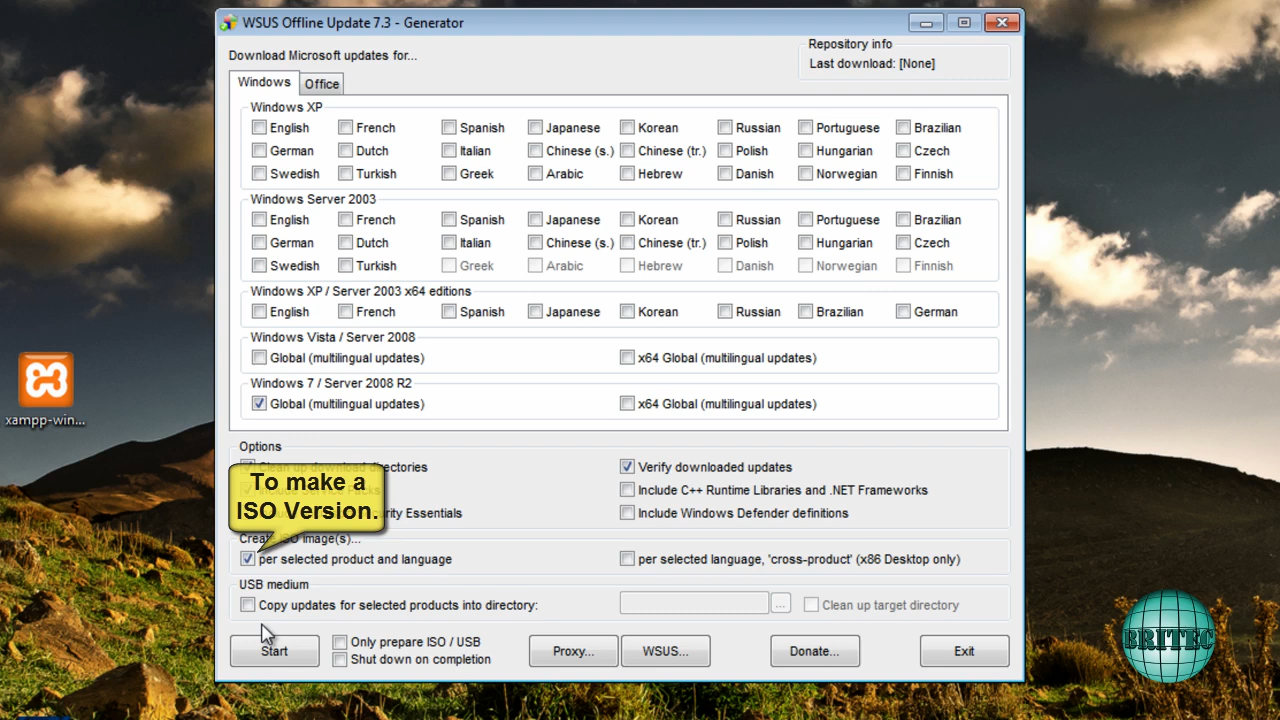 WSUS Offline Update 7.3 - Generator
Download Microsoft updates for...
Repository info
Last download: [None]
Windows Office
Windows XP
English French Spanish Japanese Korean Russian Portuguese Brazilian
German Dutch Italian Chinese (s.) Chinese (tr.) Polish Hungarian Czech
Swedish Turkish Greek Arabic Hebrew Danish Norwegian Finnish
Windows Server 2003
English French Spanish Japanese Korean Russian Portuguese Brazilian
German Dutch Italian Chinese (s.) Chinese (tr.) Polish Hungarian Czech
Swedish Turkish Greek Arabic Hebrew Danish Norwegian Finnish
Windows XP / Server 2003 x64 editions
English French Spanish Japanese Korean Russian Brazilian German
Windows Vista / Server 2008
Global (multilingual updates) x64 Global (multilingual updates)
Windows 7 / Server 2008 R2
Global (multilingual updates) x64 Global (multilingual updates)
xampp-win...
Options
Clean up download directories Verify downloaded updates
Include Service Packs Include C++ Runtime Libraries and .NET Frameworks
Essentials Include Windows Defender definitions
To make a
ISO Version.
Create ISO image(s)...
per selected product and language per selected language, 'cross-product' (x86 Desktop only)
USB medium
Copy updates for selected products into directory: ... Clean up target directory
Start Only prepare ISO / USB Proxy... WSUS... Donate... Exit
Shut down on completion
BRITEC